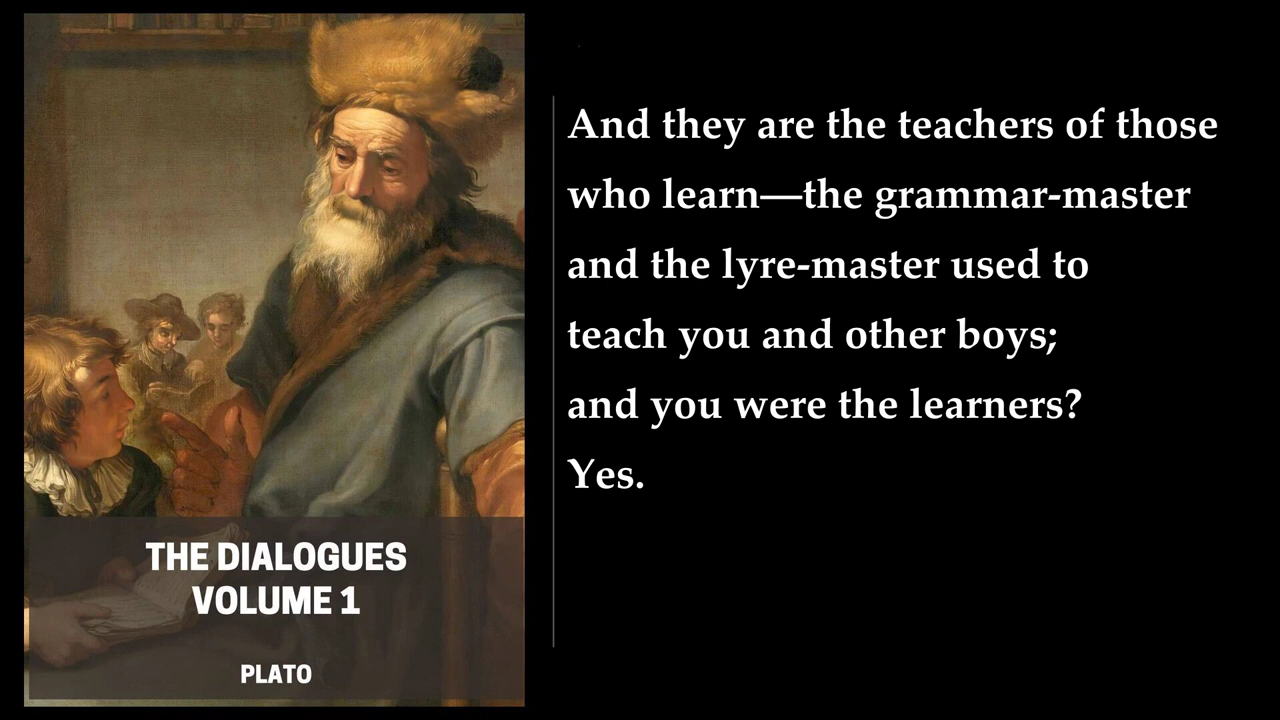 THE DIALOGUES
VOLUME 1
PLATO
And they are the teachers of those
who learn—the grammar-master
and the lyre-master used to
teach you and other boys;
and you were the learners?
Yes.